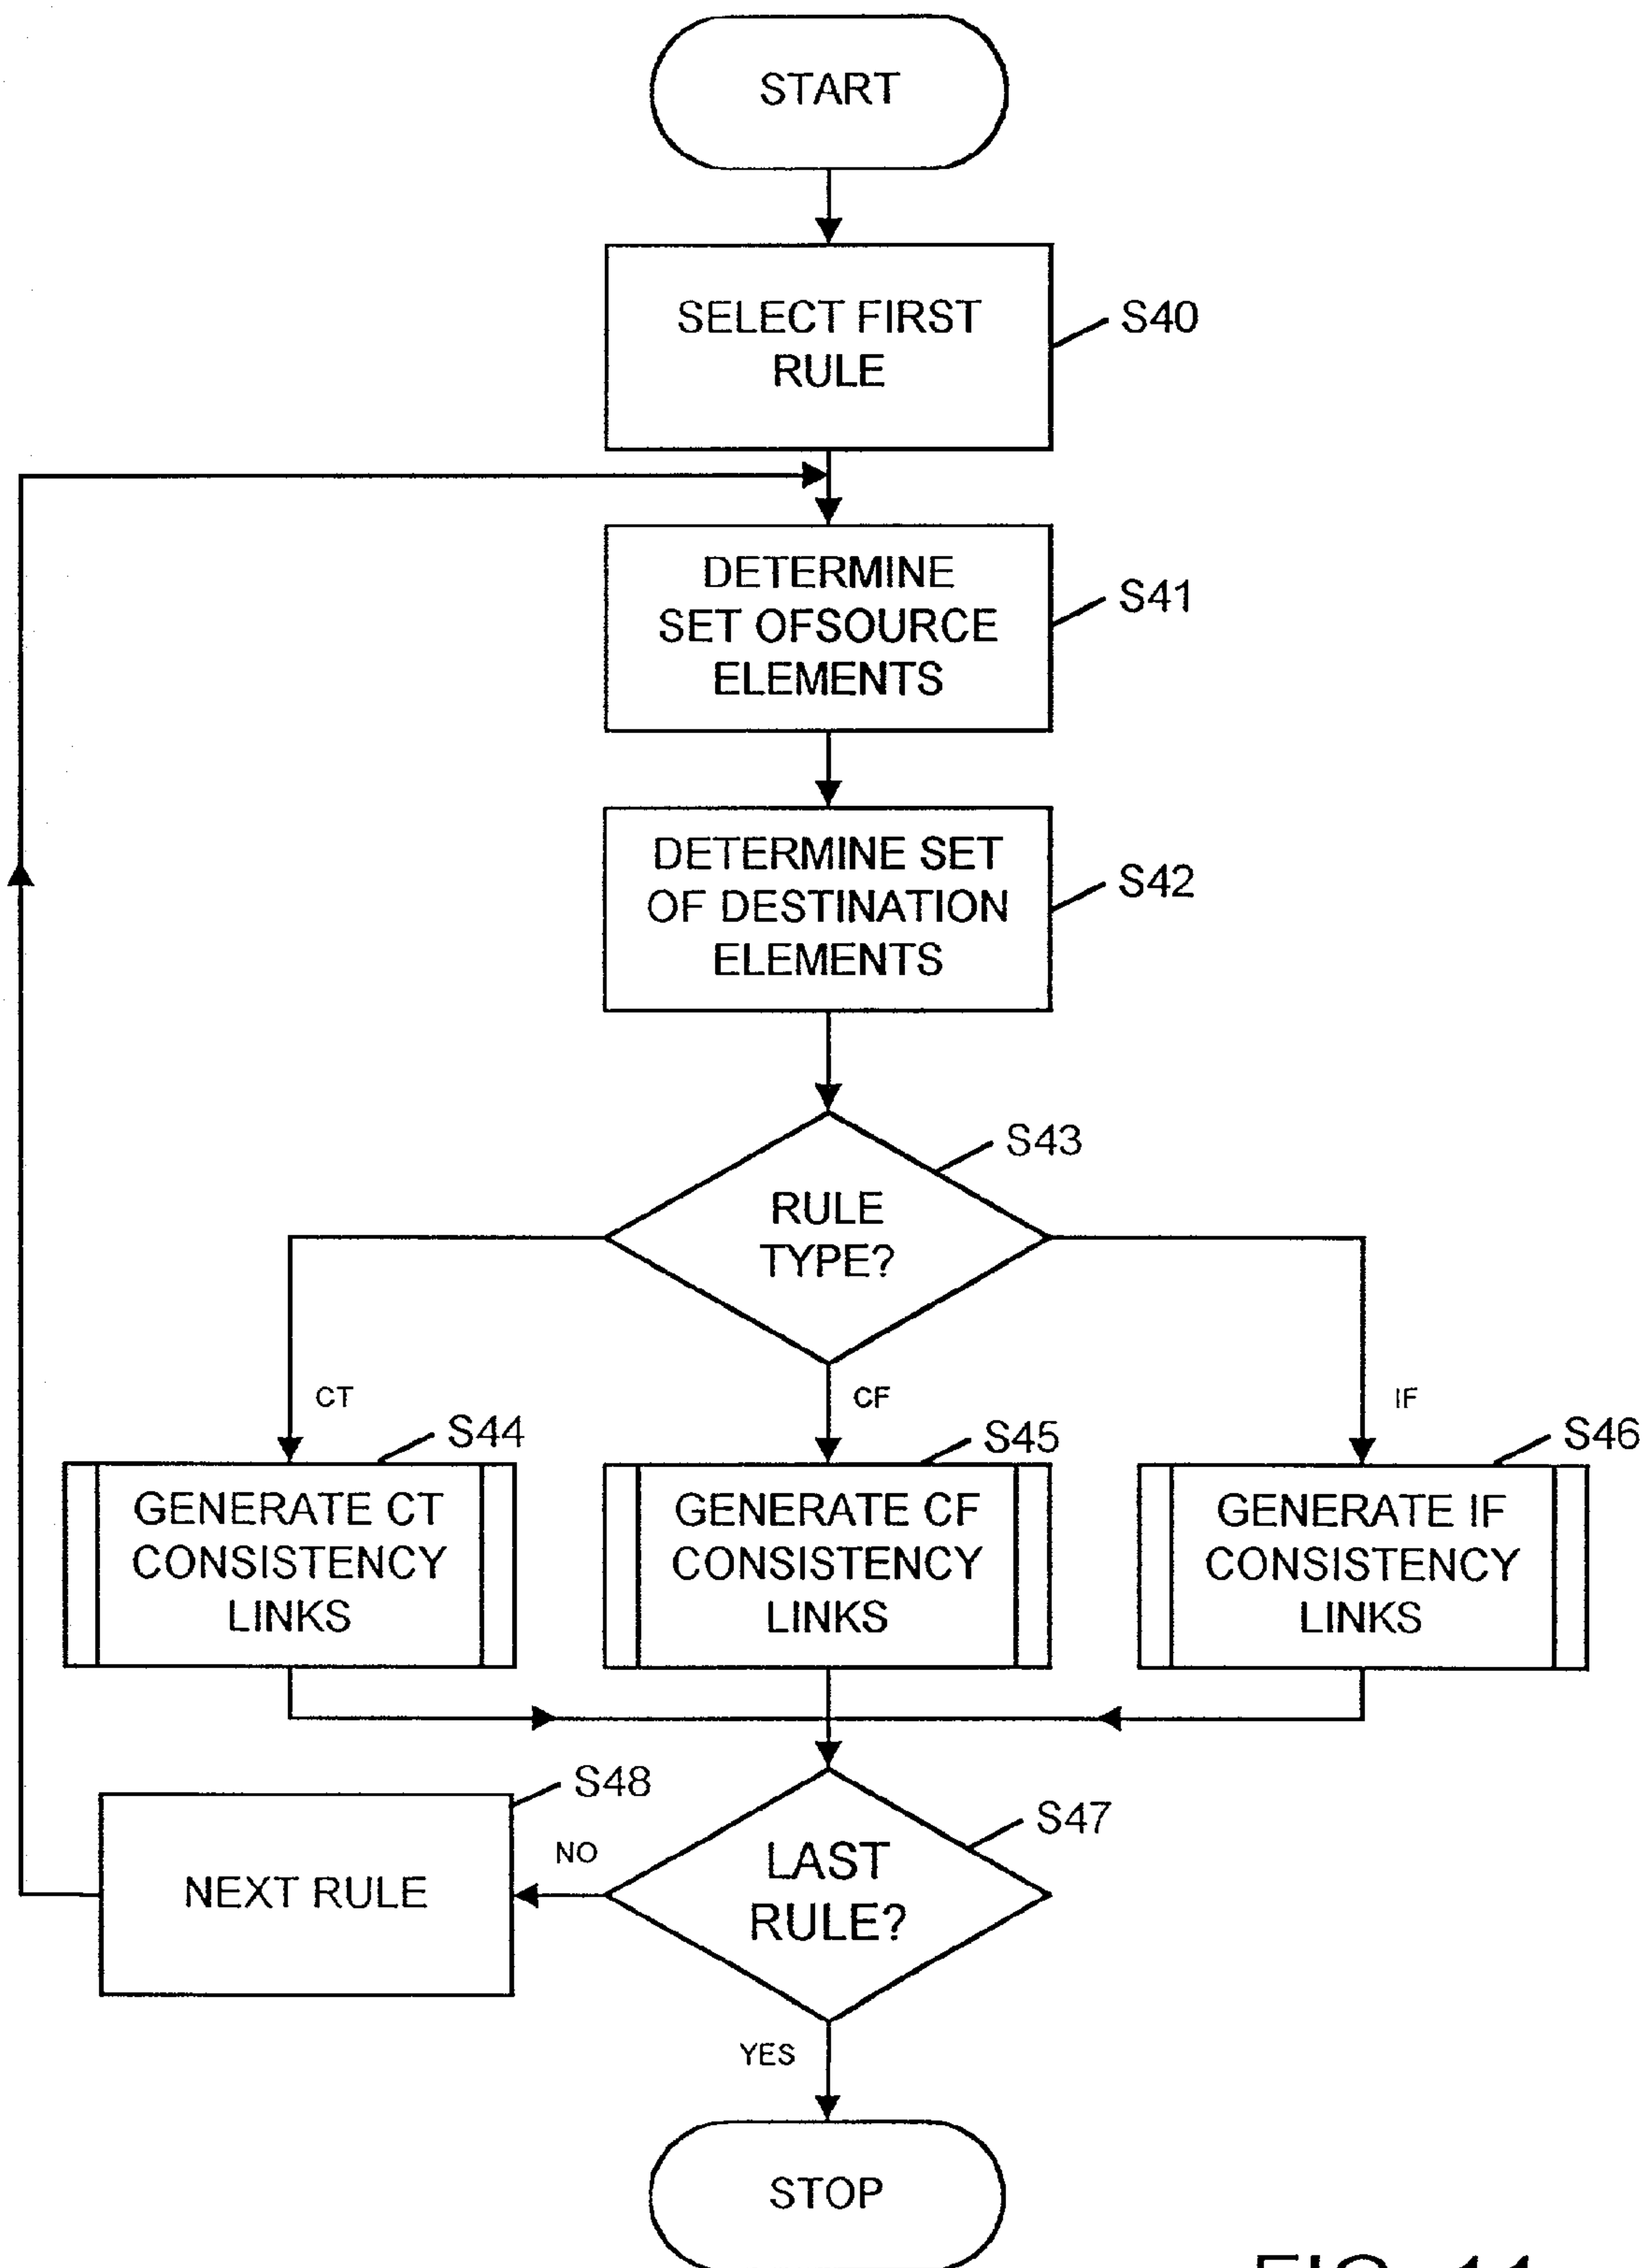 START
SELECT FIRST
RULE
S40
DETERMINE
SET OFSOURCE
ELEMENTS
S41
DETERMINE SET
OF DESTINATION
ELEMENTS
S42
S43
RULE
TYPE?
CT
CF
IF
S44
S45
S46
GENERATE CT
CONSISTENCY
LINKS
GENERATE CF
CONSISTENCY
LINKS
GENERATE IF
CONSISTENCY
LINKS
S48
S47
NO
LAST
RULE?
NEXT RULE
YES
STOP